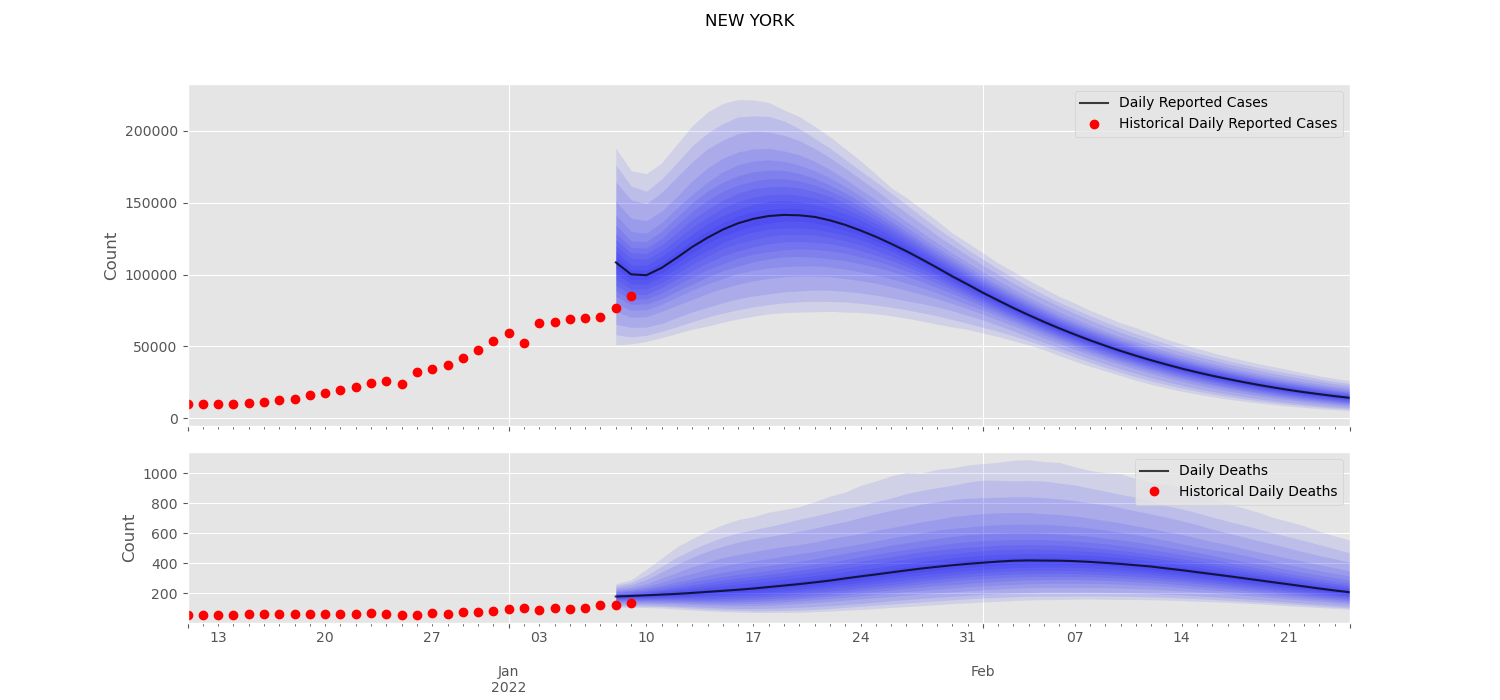 NEW YORK
Daily Reported Cases
Historical Daily Reported Cases
Count
200000
150000
100000
50000
0
Daily Deaths
Historical Daily Deaths
Count
1000
800
600
400
200
13 20 27 03 10 17 24 31 07 14 21
Jan Feb
2022